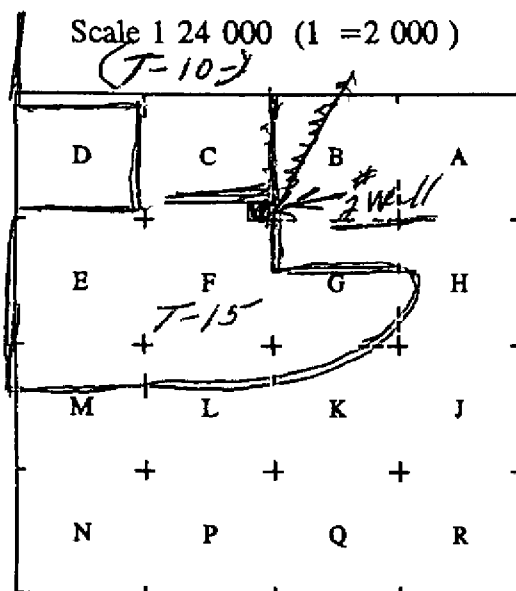 Scale 1 24 000 (1 =2 000 )
(T-10-)
D C B A
# 2 Well
E F G H
T-15
M L K J
N P Q R